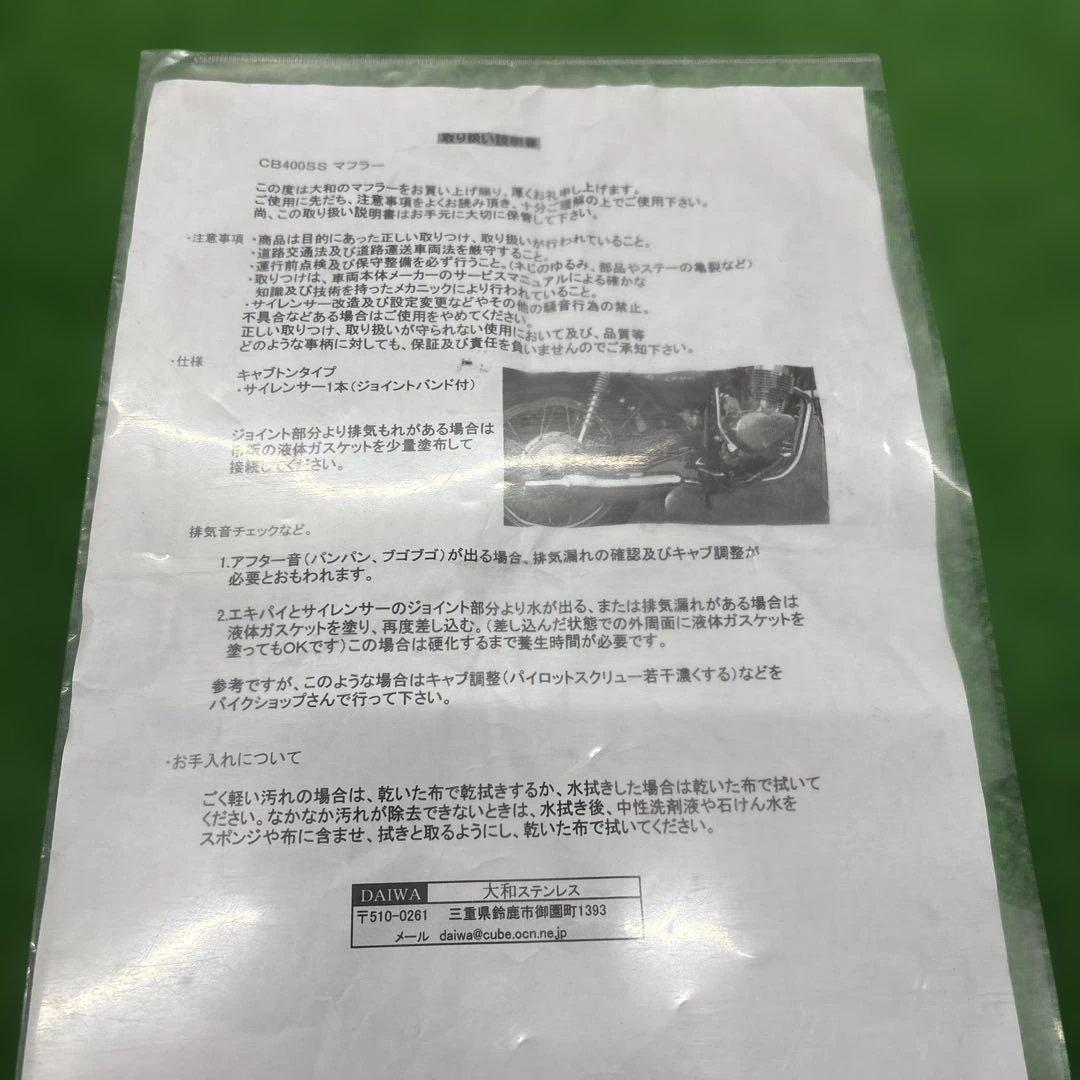 取り扱い説明書
CB400SS マフラー
この度は大和のマフラーをお買い上げ賜り、厚くお礼申し上げます。
ご使用に先だち、注意事項をよくお読み頂き、十分ご理解の上でご使用下さい。
尚、この取り扱い説明書はお手元に大切に保管して下さい。
・注意事項 ・商品は目的にあった正しい取りつけ、取り扱いが行われていること。
・道路交通法及び道路運送車両法を厳守すること。
・運行前点検及び保守整備を必ず行うこと。(ネジのゆるみ、部品やステーの亀裂など)
・取りつけは、車両本体メーカーのサービスマニュアルによる確かな
知識及び技術を持ったメカニックにより行われていること。
・サイレンサー改造及び設定変更などやその他の騒音行為の禁止。
不具合などある場合はご使用をやめてください。
正しい取りつけ、取り扱いが守られない使用において及び、品質等
どのような事柄に対しても、保証及び責任を負いませんのでご承知下さい。
・仕様
キャブトンタイプ
・サイレンサー1本(ジョイントバンド付)
ジョイント部分より排気もれがある場合は
市販の液体ガスケットを少量塗布して
接続してください。
排気音チェックなど。
1.アフター音(パンパン、ブゴブゴ)が出る場合、排気漏れの確認及びキャブ調整が
必要とおもわれます。
2.エキパイとサイレンサーのジョイント部分より水が出る、または排気漏れがある場合は
液体ガスケットを塗り、再度差し込む。(差し込んだ状態での外周面に液体ガスケットを
塗ってもOKです)この場合は硬化するまで養生時間が必要です。
参考ですが、このような場合はキャブ調整(パイロットスクリュー若干濃くする)などを
バイクショップさんで行って下さい。
・お手入れについて
ごく軽い汚れの場合は、乾いた布で乾拭きするか、水拭きした場合は乾いた布で拭いて
ください。なかなか汚れが除去できないときは、水拭き後、中性洗剤液や石けん水を
スポンジや布に含ませ、拭きと取るようにし、乾いた布で拭いてください。
DAIWA 大和ステンレス
〒510-0261 三重県鈴鹿市御園町1393
メール daiwa@cube.ocn.ne.jp